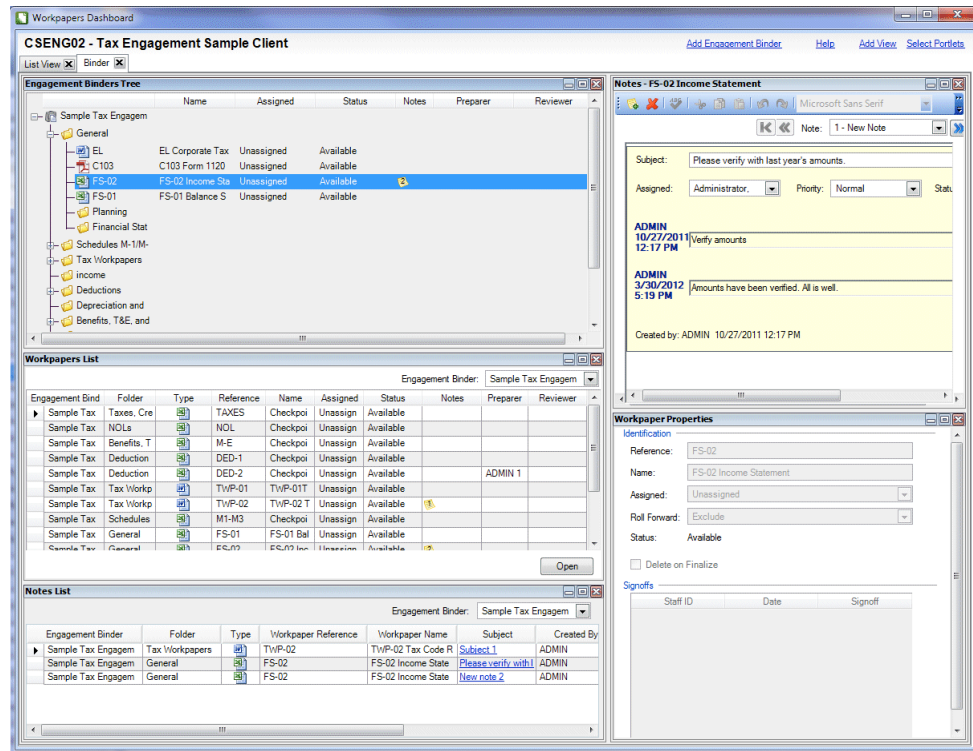 Workpapers Dashboard
CSENG02 - Tax Engagement Sample Client
Add Engagement Binder Help Add View Select Portlets
List View Binder
Engagement Binders Tree
Name Assigned Status Notes Preparer Reviewer
Sample Tax Engagem
General
EL EL Corporate Tax Unassigned Available
C103 C103 Form 1120 Unassigned Available
FS-02 FS-02 Income Sta Unassigned Available 2
FS-01 FS-01 Balance S Unassigned Available
Planning
Financial Stat
Schedules M-1/M-
Tax Workpapers
income
Deductions
Depreciation and
Benefits, T&E, and
Workpapers List
Engagement Binder: Sample Tax Engagem
Engagement Bind Folder Type Reference Name Assigned Status Notes Preparer Reviewer
Sample Tax Taxes, Cre TAXES Checkpoi Unassign Available
Sample Tax NOLs NOL Checkpoi Unassign Available
Sample Tax Benefits, T M-E Checkpoi Unassign Available
Sample Tax Deduction DED-1 Checkpoi Unassign Available
Sample Tax Deduction DED-2 Checkpoi Unassign Available ADMIN 1
Sample Tax Tax Workp TWP-01 TWP-01T Unassign Available
Sample Tax Tax Workp TWP-02 TWP-02 T Unassign Available 1
Sample Tax Schedules M1-M3 Checkpoi Unassign Available
Sample Tax General FS-01 FS-01 Bal Unassign Available
Sample Tax General FS-02 FS-02 Inc Unassign Available 2
Open
Notes List
Engagement Binder: Sample Tax Engagem
Engagement Binder Folder Type Workpaper Reference Workpaper Name Subject Created By
Sample Tax Engagem Tax Workpapers TWP-02 TWP-02 Tax Code R Subject 1 ADMIN
Sample Tax Engagem General FS-02 FS-02 Income State Please verify with l ADMIN
Sample Tax Engagem General FS-02 FS-02 Income State New note 2 ADMIN
Notes - FS-02 Income Statement
Microsoft Sans Serif
Note: 1 - New Note
Subject: Please verify with last year's amounts.
Assigned: Administrator, Priority: Normal Statu
ADMIN
10/27/2011 Verify amounts
12:17 PM
ADMIN
3/30/2012 Amounts have been verified. All is well.
5:19 PM
Created by: ADMIN 10/27/2011 12:17 PM
Workpaper Properties
Identification
Reference: FS-02
Name: FS-02 Income Statement
Assigned: Unassigned
Roll Forward: Exclude
Status: Available
Delete on Finalize
Signoffs
Staff ID Date Signoff